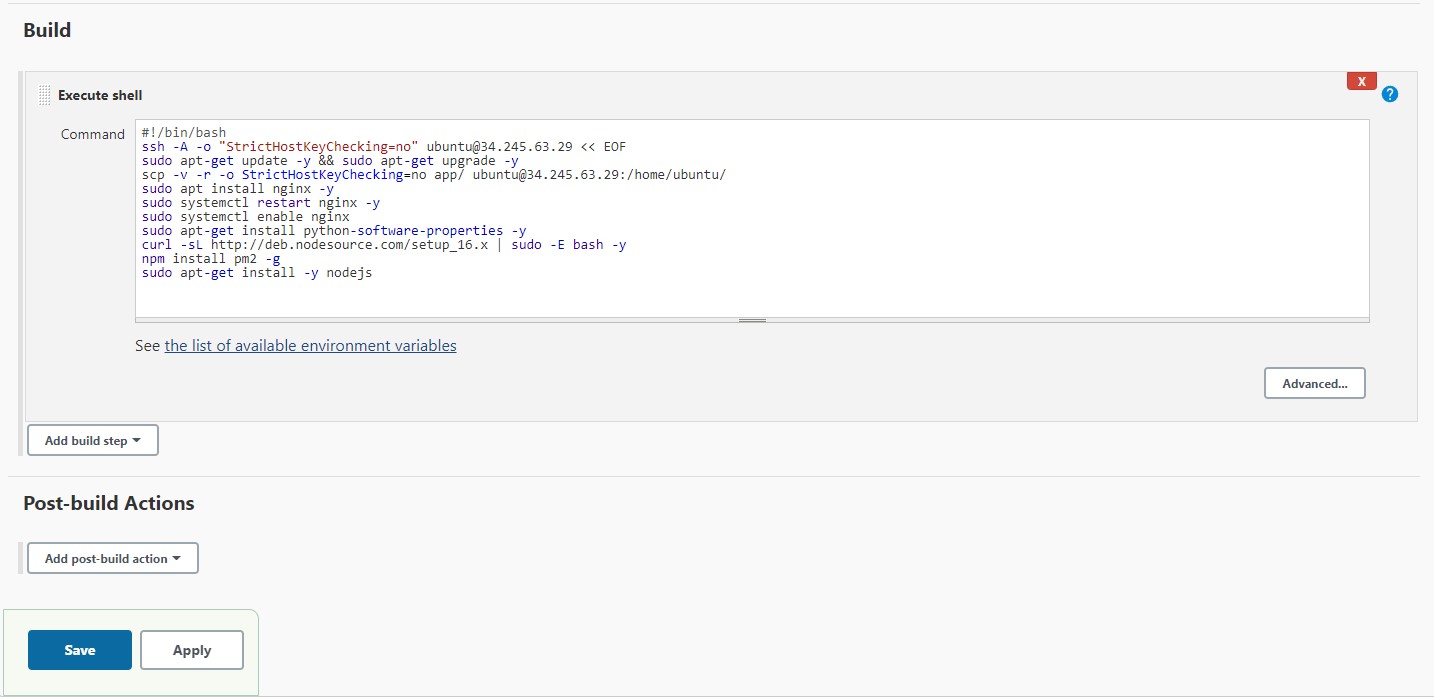 Build
Execute shell
X
?
Command
#!/bin/bash
ssh -A -o "StrictHostKeyChecking=no" ubuntu@34.245.63.29 << EOF
sudo apt-get update -y && sudo apt-get upgrade -y
scp -v -r -o StrictHostKeyChecking=no app/ ubuntu@34.245.63.29:/home/ubuntu/
sudo apt install nginx -y
sudo systemctl restart nginx -y
sudo systemctl enable nginx
sudo apt-get install python-software-properties -y
curl -sL http://deb.nodesource.com/setup_16.x | sudo -E bash -y
npm install pm2 -g
sudo apt-get install -y nodejs
See the list of available environment variables
Advanced...
Add build step
Post-build Actions
Add post-build action
Save
Apply